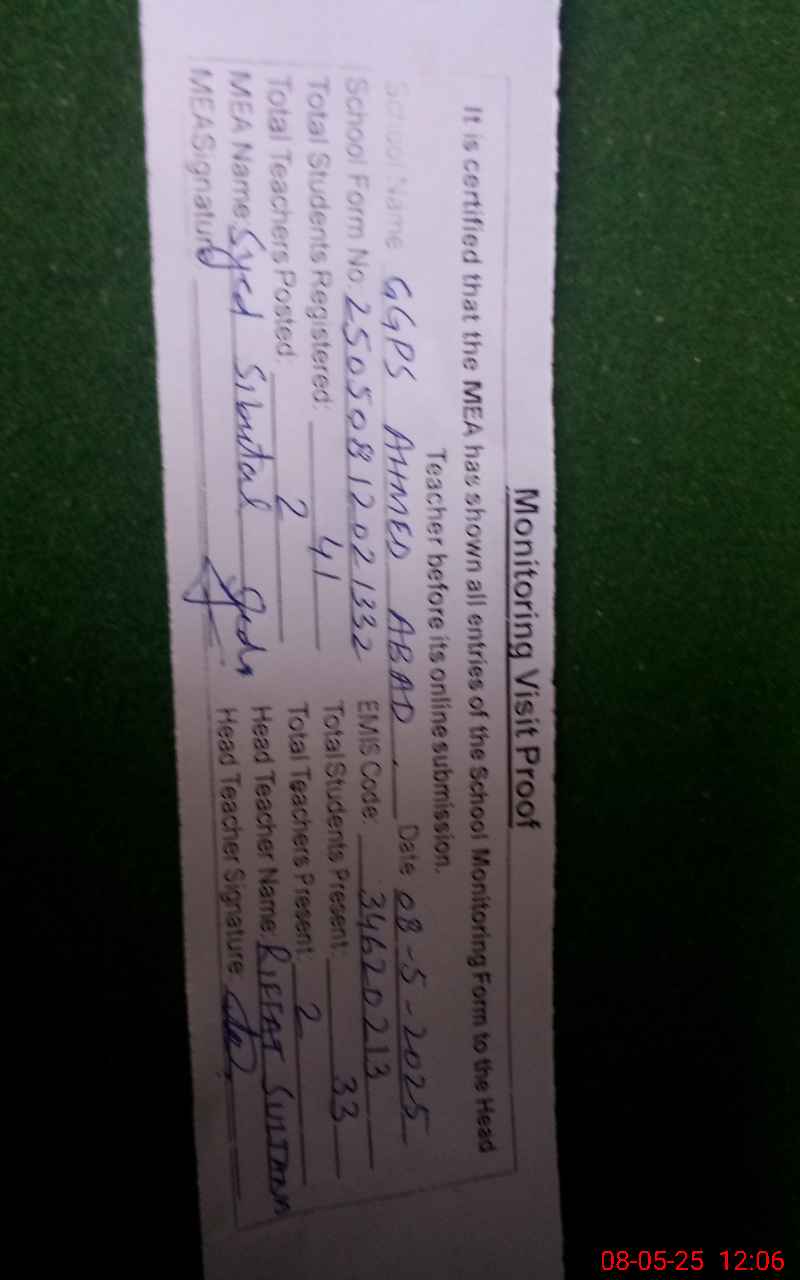 Monitoring Visit Proof
It is certified that the MEA has shown all entries of the School Monitoring Form to the Head
Teacher before its online submission.
School Name GGPS AHMED ABAD . Date 08-5-2025
School Form No. 25050812021332 EMIS Code: 34620213
Total Students Registered: 41 Total Students Present: 33
Total Teachers Posted: 2 Total Teachers Present: 2
MEA Name: Syed Head Teacher Name: RIFFAT SULTANA
MEA Signature Head Teacher Signature:
08-05-25 12:06